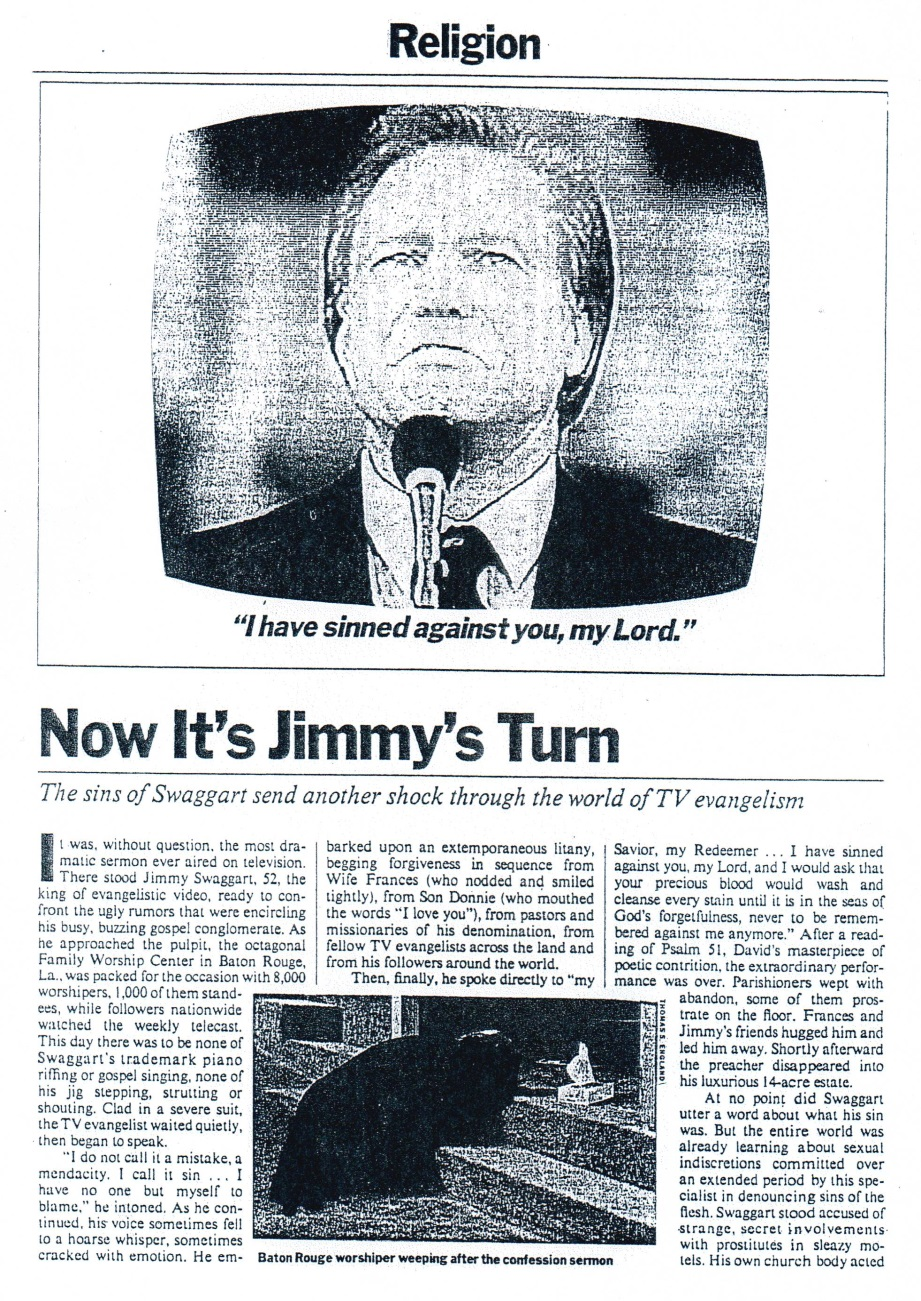 Religion
“I have sinned against you, my Lord.”
Now It’s Jimmy’s Turn
The sins of Swaggart send another shock through the world of TV evangelism
It was, without question, the most dra-
matic sermon ever aired on television.
There stood Jimmy Swaggart, 52, the
king of evangelistic video, ready to con-
front the ugly rumors that were encircling
his busy, buzzing gospel conglomerate. As
he approached the pulpit, the octagonal
Family Worship Center in Baton Rouge,
La., was packed for the occasion with 8,000
worshipers, 1,000 of them stand-
ees, while followers nationwide
watched the weekly telecast.
This day there was to be none of
Swaggart’s trademark piano
riffing or gospel singing, none of
his jig stepping, strutting or
shouting. Clad in a severe suit,
the TV evangelist waited quietly,
then began to speak.
“I do not call it a mistake, a
mendacity. I call it sin ... I
have no one but myself to
blame,” he intoned. As he con-
tinued, his voice sometimes fell
to a hoarse whisper, sometimes
cracked with emotion. He em-
barked upon an extemporaneous litany,
begging forgiveness in sequence from
Wife Frances (who nodded and smiled
tightly), from Son Donnie (who mouthed
the words “I love you”), from pastors and
missionaries of his denomination, from
fellow TV evangelists across the land and
from his followers around the world.
Then, finally, he spoke directly to “my
Savior, my Redeemer ... I have sinned
against you, my Lord, and I would ask that
your precious blood would wash and
cleanse every stain until it is in the seas of
God’s forgetfulness, never to be remem-
bered against me anymore.” After a read-
ing of Psalm 51, David’s masterpiece of
poetic contrition, the extraordinary perfor-
mance was over. Parishioners wept with
abandon, some of them pros-
trate on the floor. Frances and
Jimmy’s friends hugged him and
led him away. Shortly afterward
the preacher disappeared into
his luxurious 14-acre estate.
At no point did Swaggart
utter a word about what his sin
was. But the entire world was
already learning about sexual
indiscretions committed over
an extended period by this spe-
cialist in denouncing sins of the
flesh. Swaggart stood accused of
strange, secret involvements
with prostitutes in sleazy mo-
tels. His own church body acted
THOMAS S. ENGLAND
Baton Rouge worshiper weeping after the confession sermon